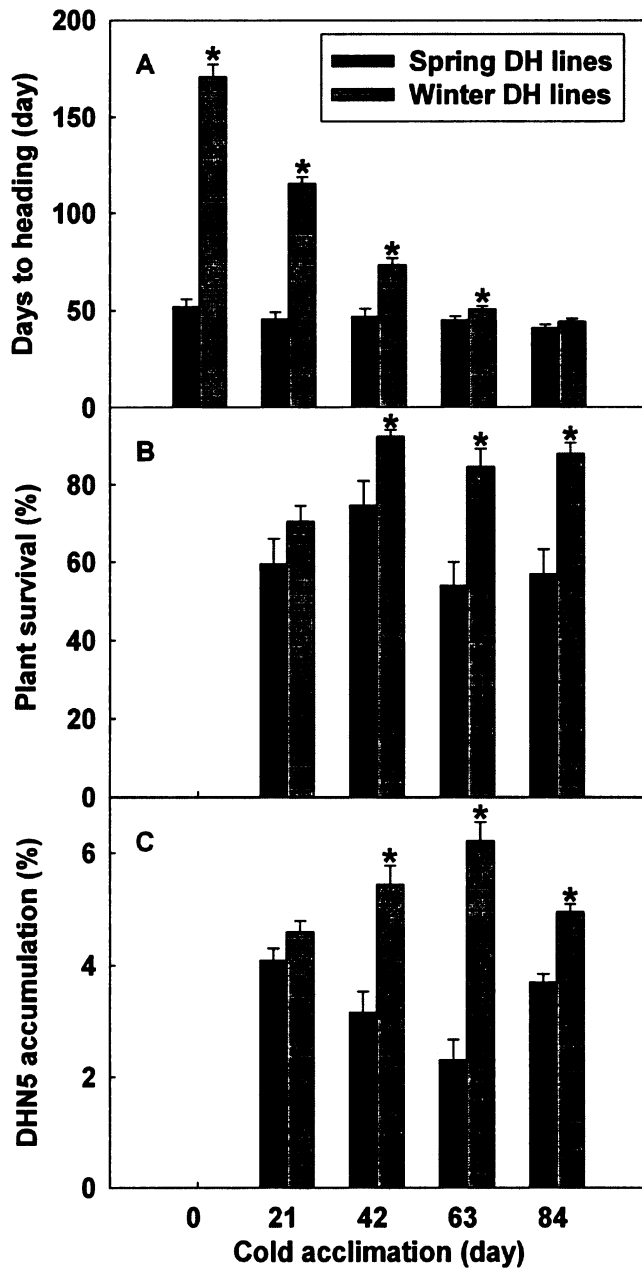 A
Spring DH lines
Winter DH lines
Days to heading (day)
200
150
100
50
0
*
*
*
*
B
Plant survival (%)
80
60
40
20
0
*
*
*
C
DHN5 accumulation (%)
6
4
2
0
*
*
*
0 21 42 63 84
Cold acclimation (day)